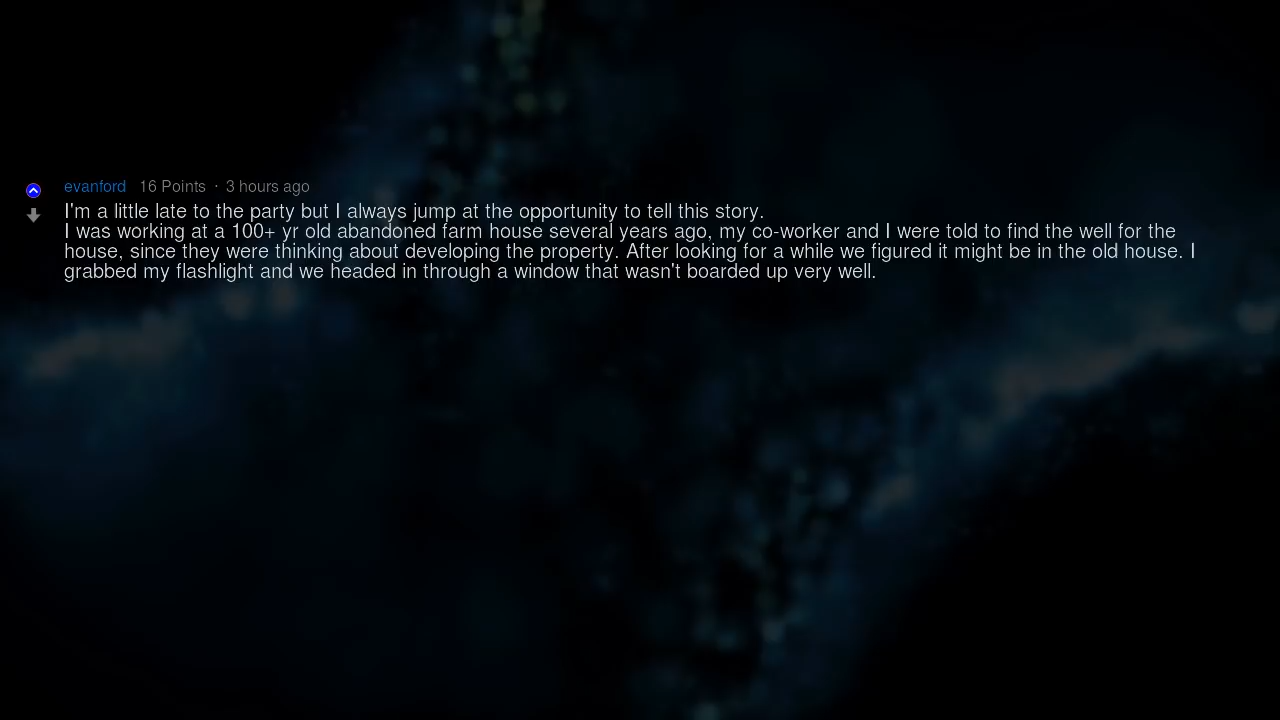 evanford 16 Points · 3 hours ago
I'm a little late to the party but I always jump at the opportunity to tell this story.
I was working at a 100+ yr old abandoned farm house several years ago, my co-worker and I were told to find the well for the
house, since they were thinking about developing the property. After looking for a while we figured it might be in the old house. I
grabbed my flashlight and we headed in through a window that wasn't boarded up very well.